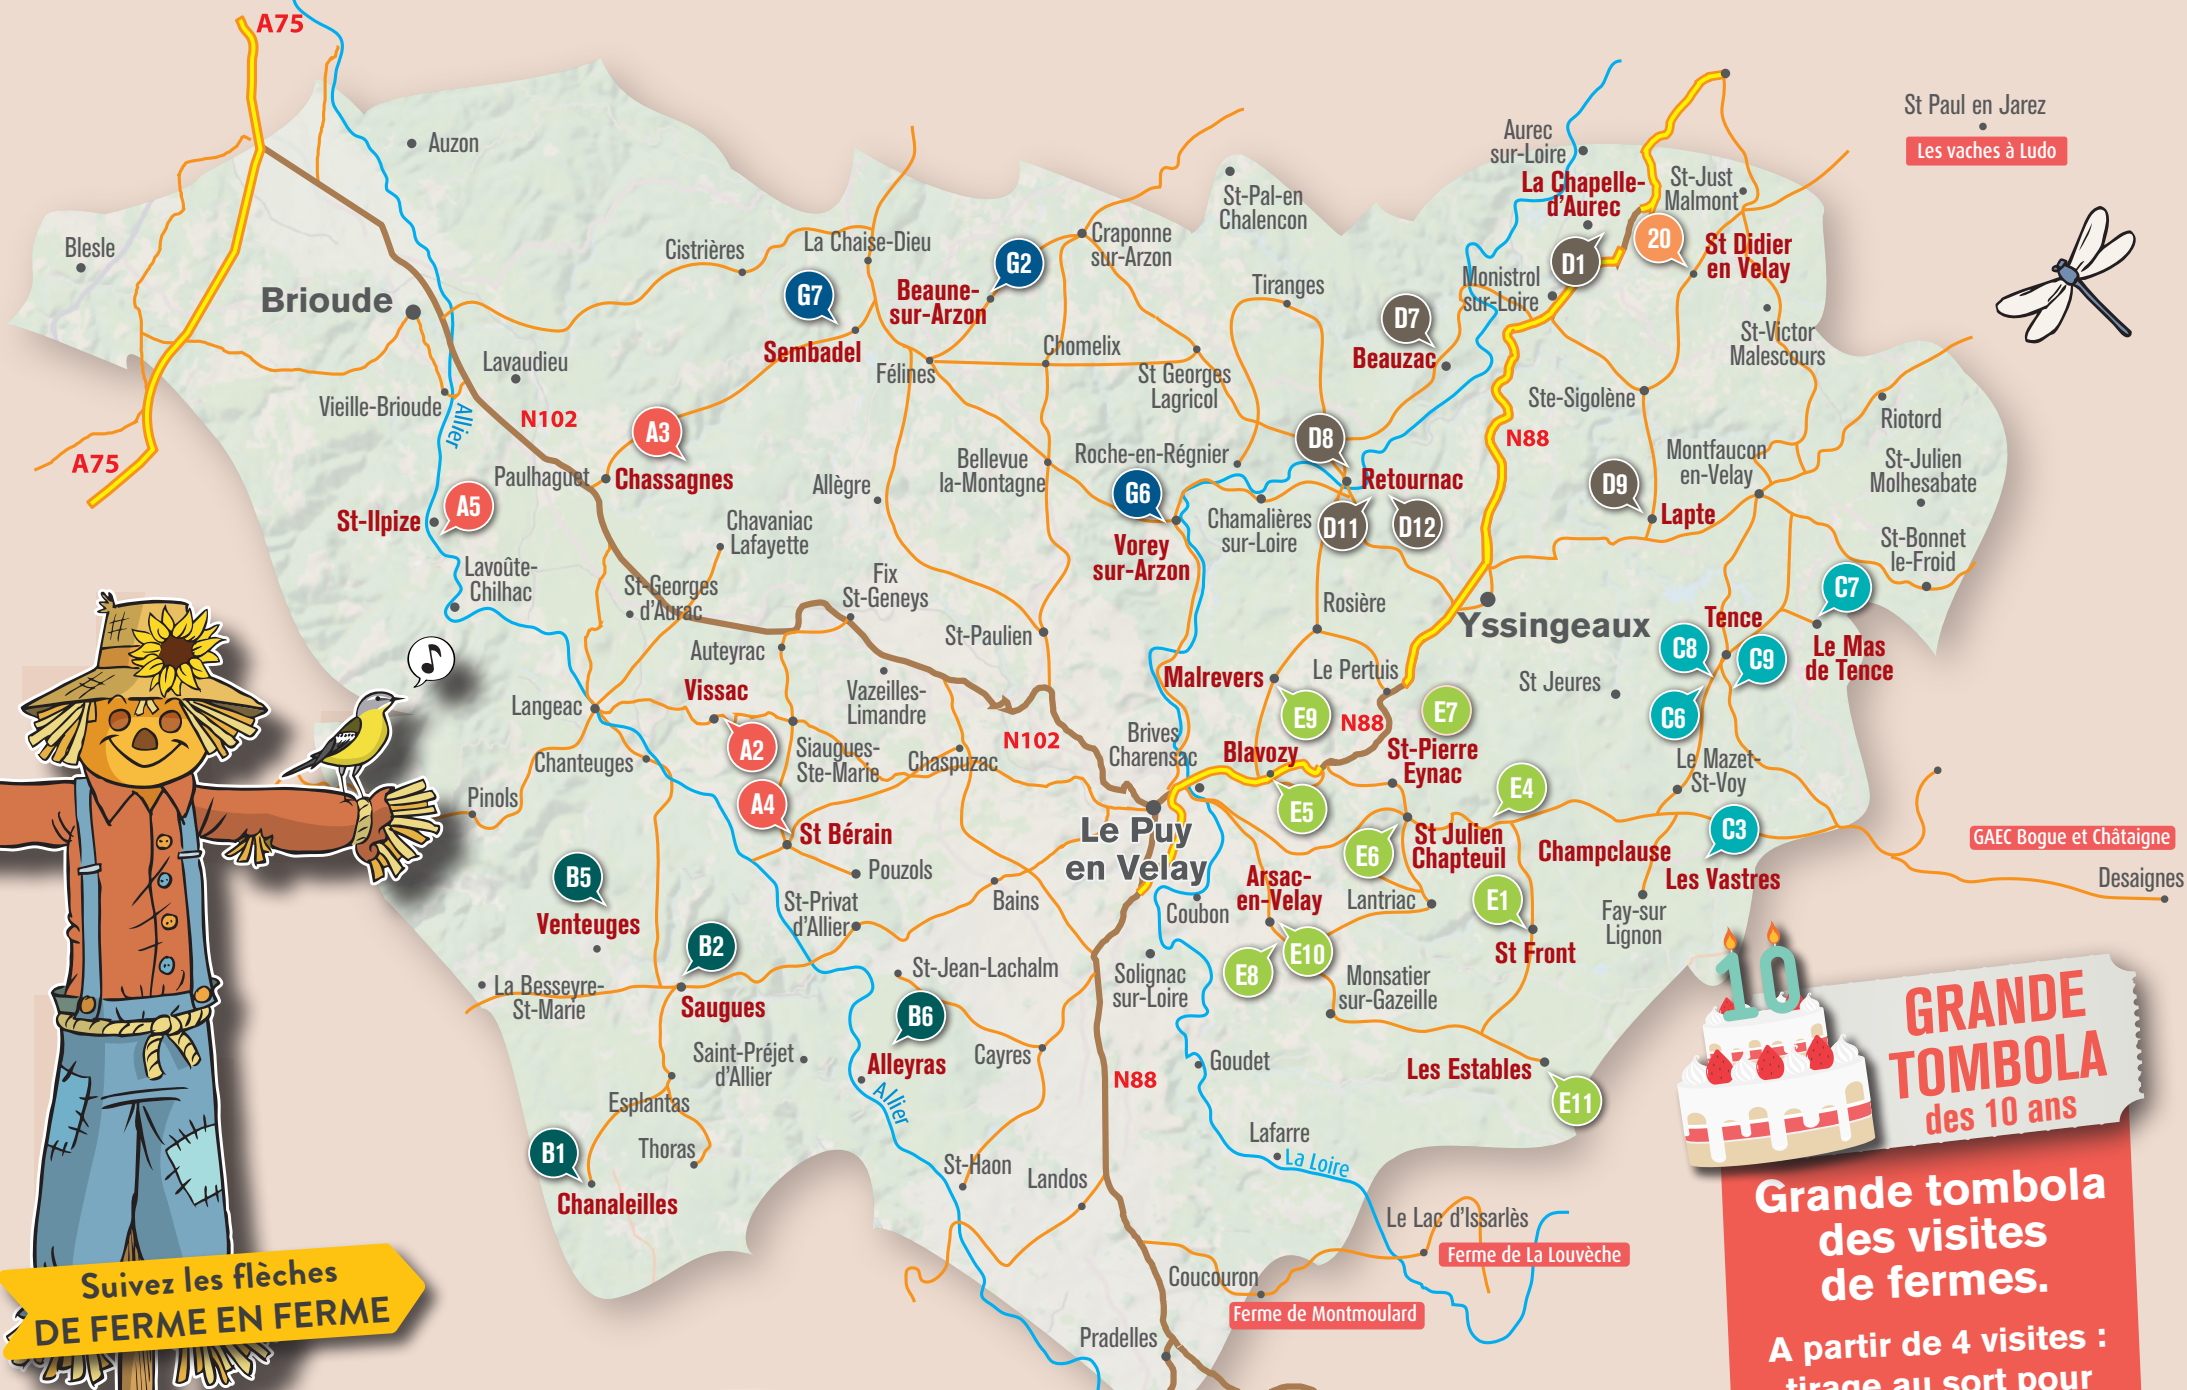 A75
St Paul en Jarez
Les vaches à Ludo
Auzon
Aurec
sur-Loire
La Chapelle-
d'Aurec
St-Just
Malmont
St-Pal-en
Chalencon
Blesle
Cistrières
La Chaise-Dieu
Craponne
sur-Arzon
G2
20
St Didier
en Velay
D1
Monistrol
sur-Loire
Brioude
G7
Beaune-
sur-Arzon
Tiranges
D7
St-Victor
Malescours
Sembadel
Chomelix
Beauzac
Lavaudieu
Félines
St Georges
Lagricol
Vieille-Brioude
Allier
N102
A3
Ste-Sigolène
Riotord
D8
N88
A75
Paulhaguet
Chassagnes
Allègre
Bellevue
la-Montagne
Roche-en-Régnier
Retournac
Montfaucon
en-Velay
St-Julien
Molhesabate
D9
Lapte
St-Ilpize
A5
G6
Chavaniac
Lafayette
Chamalières
sur-Loire
D11
D12
Vorey
sur-Arzon
St-Bonnet
le-Froid
Lavoûte-
Chilhac
St-Georges
d'Aurac
Fix
St-Geneys
C7
Rosière
Yssingeaux
Tence
Le Mas
de Tence
St-Paulien
Auteyrac
C8
C9
Malrevers
Le Pertuis
St Jeures
Vissac
Vazeilles-
Limandre
Langeac
E9
N88
E7
C6
A2
N102
Brives
Charensac
Blavozy
St-Pierre
Eynac
Siaugues-
Ste-Marie
Chaspuzac
Chanteuges
Le Mazet-
St-Voy
E4
Pinols
A4
E5
St Bérain
Le Puy
en Velay
St Julien
Chapteuil
C3
Champclause
GAEC Bogue et Châtaigne
E6
Les Vastres
Desaignes
B5
Pouzols
Arsac-
en-Velay
Lantriac
E1
St-Privat
d'Allier
Bains
Coubon
Fay-sur
Lignon
Venteuges
B2
St Front
E10
E8
La Besseyre-
St-Marie
St-Jean-Lachalm
Solignac
sur-Loire
Monsatier
sur-Gazeille
Saugues
B6
Alleyras
Saint-Préjet
d'Allier
Cayres
Goudet
Les Estables
N88
Allier
Esplantas
E11
B1
Thoras
Lafarre
La Loire
Chanaleilles
St-Haon
Landos
Le Lac d'Issarlès
Ferme de La Louvèche
Coucouron
Ferme de Montmoulard
Pradelles
Suivez les flèches
DE FERME EN FERME
10
GRANDE
TOMBOLA
des 10 ans
Grande tombola
des visites
de fermes.
A partir de 4 visites :
tirage au sort pour